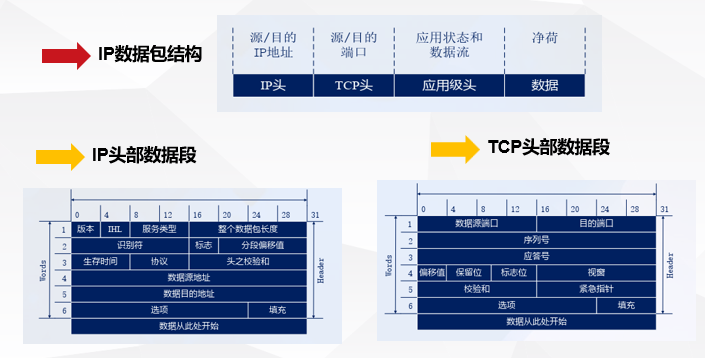 IP数据包结构
源/目的
IP地址
源/目的
端口
应用状态和
数据流
净荷
IP头
TCP头
应用级头
数据
IP头部数据段
0 4 8 12 16 20 24 28 31
Words
Header
1 版本 IHL 服务类型 整个数据包长度
2 识别符 标志 分段偏移值
3 生存时间 协议 头之校验和
4 数据源地址
5 数据目的地址
6 选项 填充
数据从此处开始
TCP头部数据段
0 4 8 12 16 20 24 28 31
Words
Header
1 数据源端口 目的端口
2 序列号
3 应答号
4 偏移值 保留位 标志位 视窗
5 校验和 紧急指针
6 选项 填充
数据从此处开始